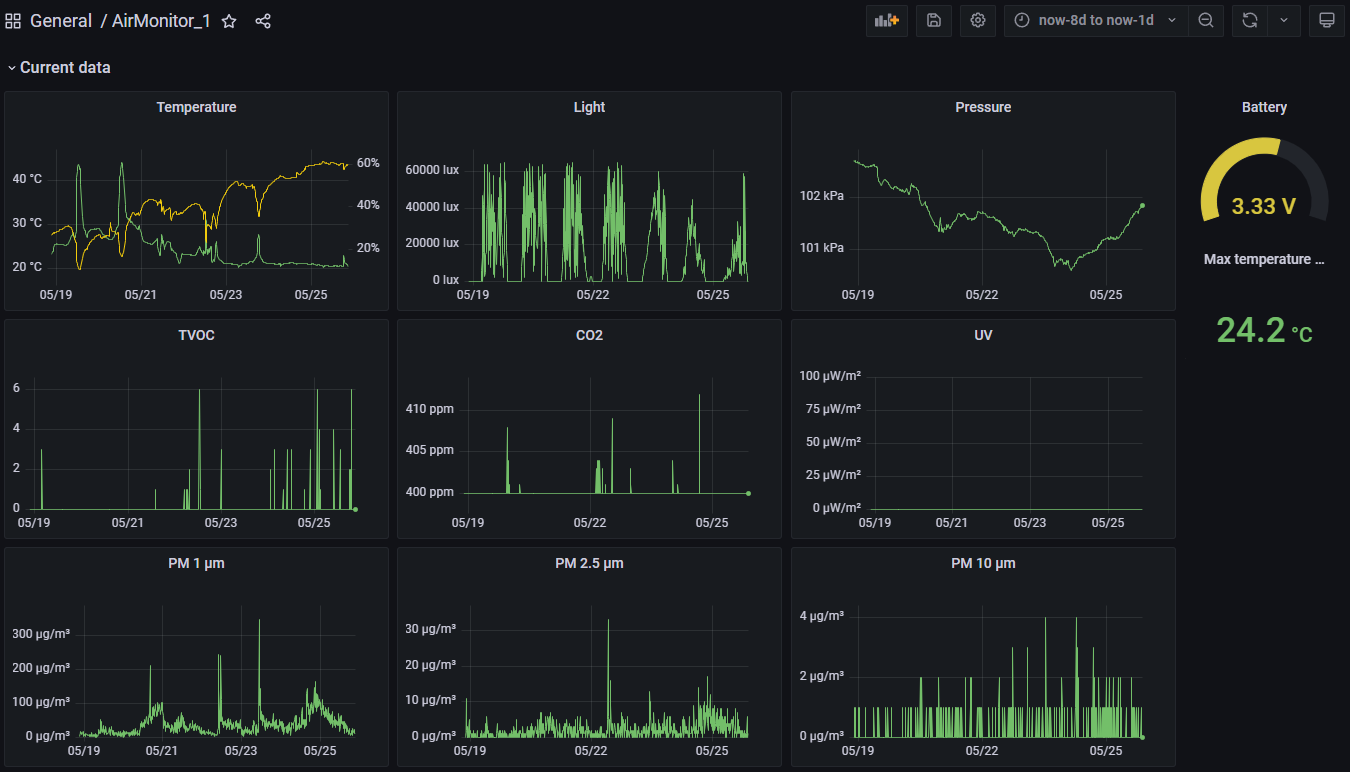 General / AirMonitor_1
now-8d to now-1d
Current data
Temperature
40 °C
30 °C
20 °C
60%
40%
20%
05/19 05/21 05/23 05/25
Light
60000 lux
40000 lux
20000 lux
0 lux
05/19 05/22 05/25
Pressure
102 kPa
101 kPa
05/19 05/22 05/25
Battery
3.33 V
Max temperature ...
24.2 °C
TVOC
6
4
2
0
05/19 05/21 05/23 05/25
CO2
410 ppm
405 ppm
400 ppm
05/19 05/22 05/25
UV
100 µW/m²
75 µW/m²
50 µW/m²
25 µW/m²
0 µW/m²
05/19 05/21 05/23 05/25
PM 1 µm
300 µg/m³
200 µg/m³
100 µg/m³
0 µg/m³
05/19 05/21 05/23 05/25
PM 2.5 µm
30 µg/m³
20 µg/m³
10 µg/m³
0 µg/m³
05/19 05/22 05/25
PM 10 µm
4 µg/m³
2 µg/m³
0 µg/m³
05/19 05/22 05/25